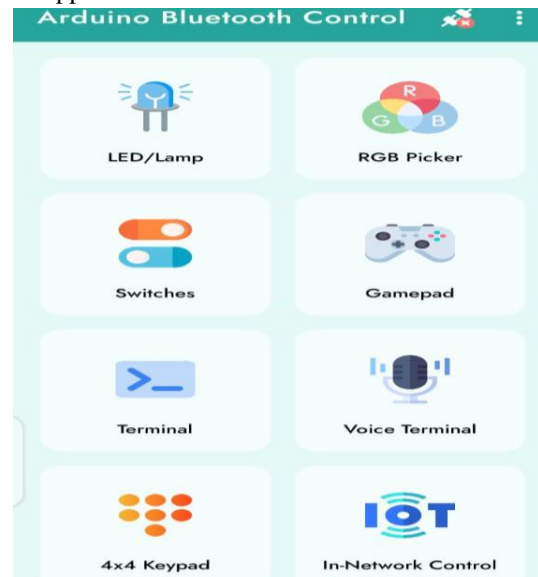 Arduino Bluetooth Control
LED/Lamp
R
G B
RGB Picker
Switches
Gamepad
>_
Terminal
Voice Terminal
4x4 Keypad
IOT
In-Network Control